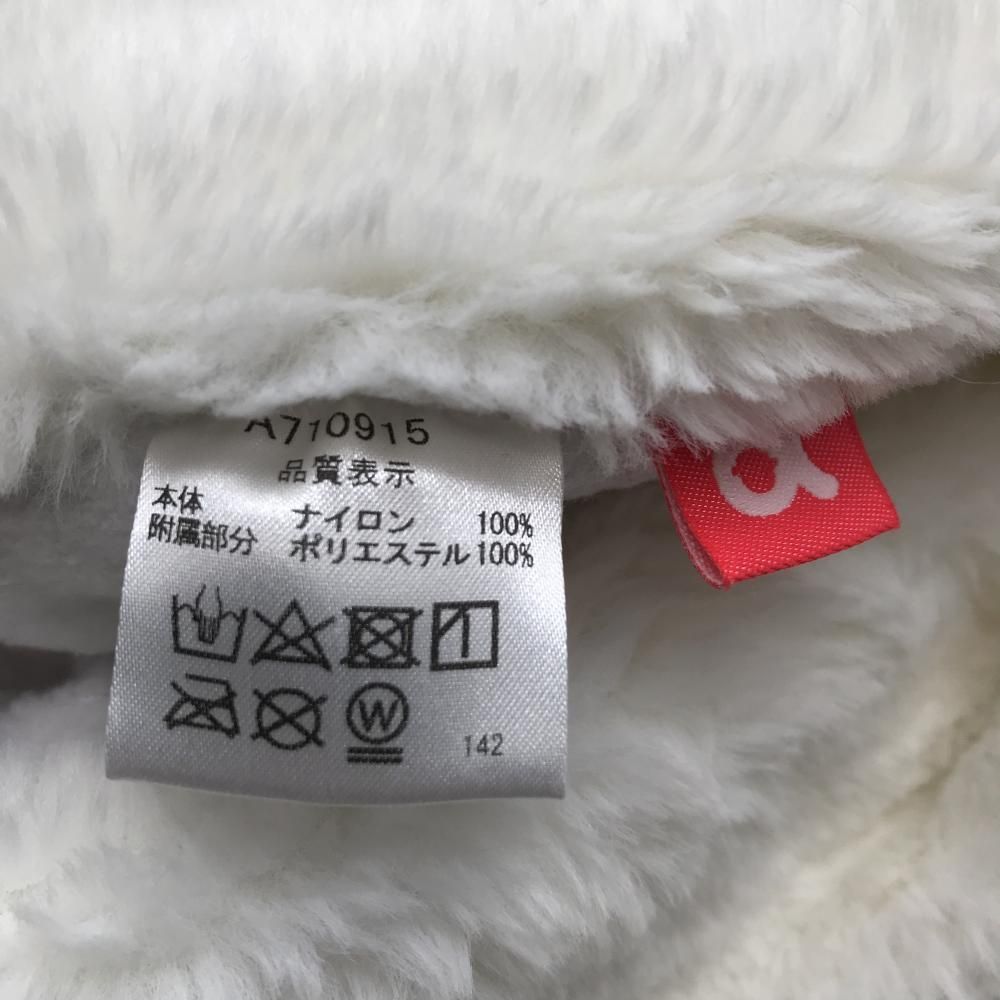 A710915
品質表示
本体 ナイロン 100%
附属部分 ポリエステル 100%
W
142